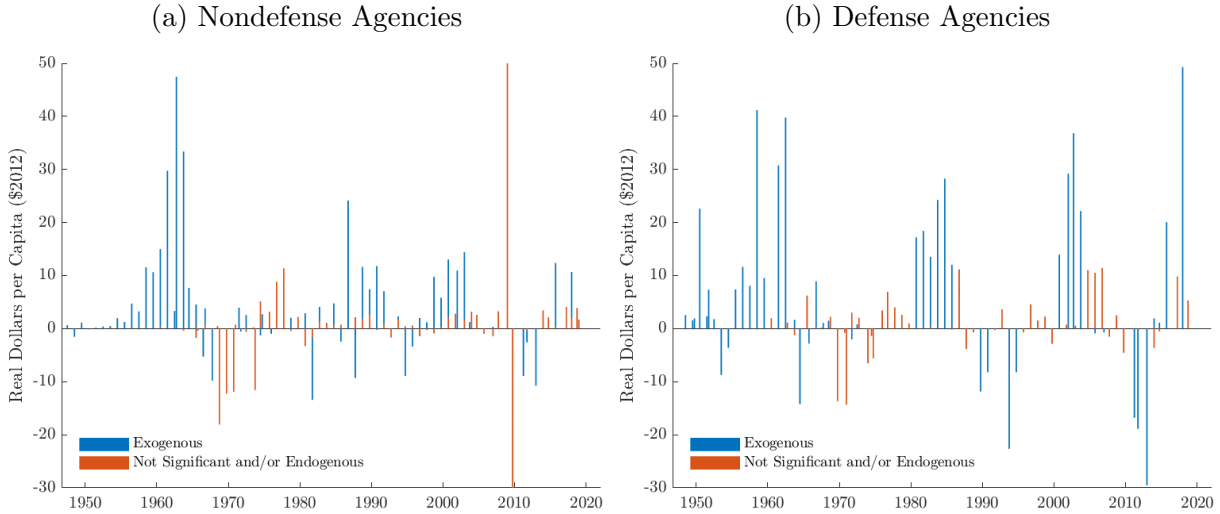 (a) Nondefense Agencies
Real Dollars per Capita ($2012)
50
40
30
20
10
0
-10
-20
-30
Exogenous
Not Significant and/or Endogenous
1950 1960 1970 1980 1990 2000 2010 2020
(b) Defense Agencies
Real Dollars per Capita ($2012)
50
40
30
20
10
0
-10
-20
-30
Exogenous
Not Significant and/or Endogenous
1950 1960 1970 1980 1990 2000 2010 2020